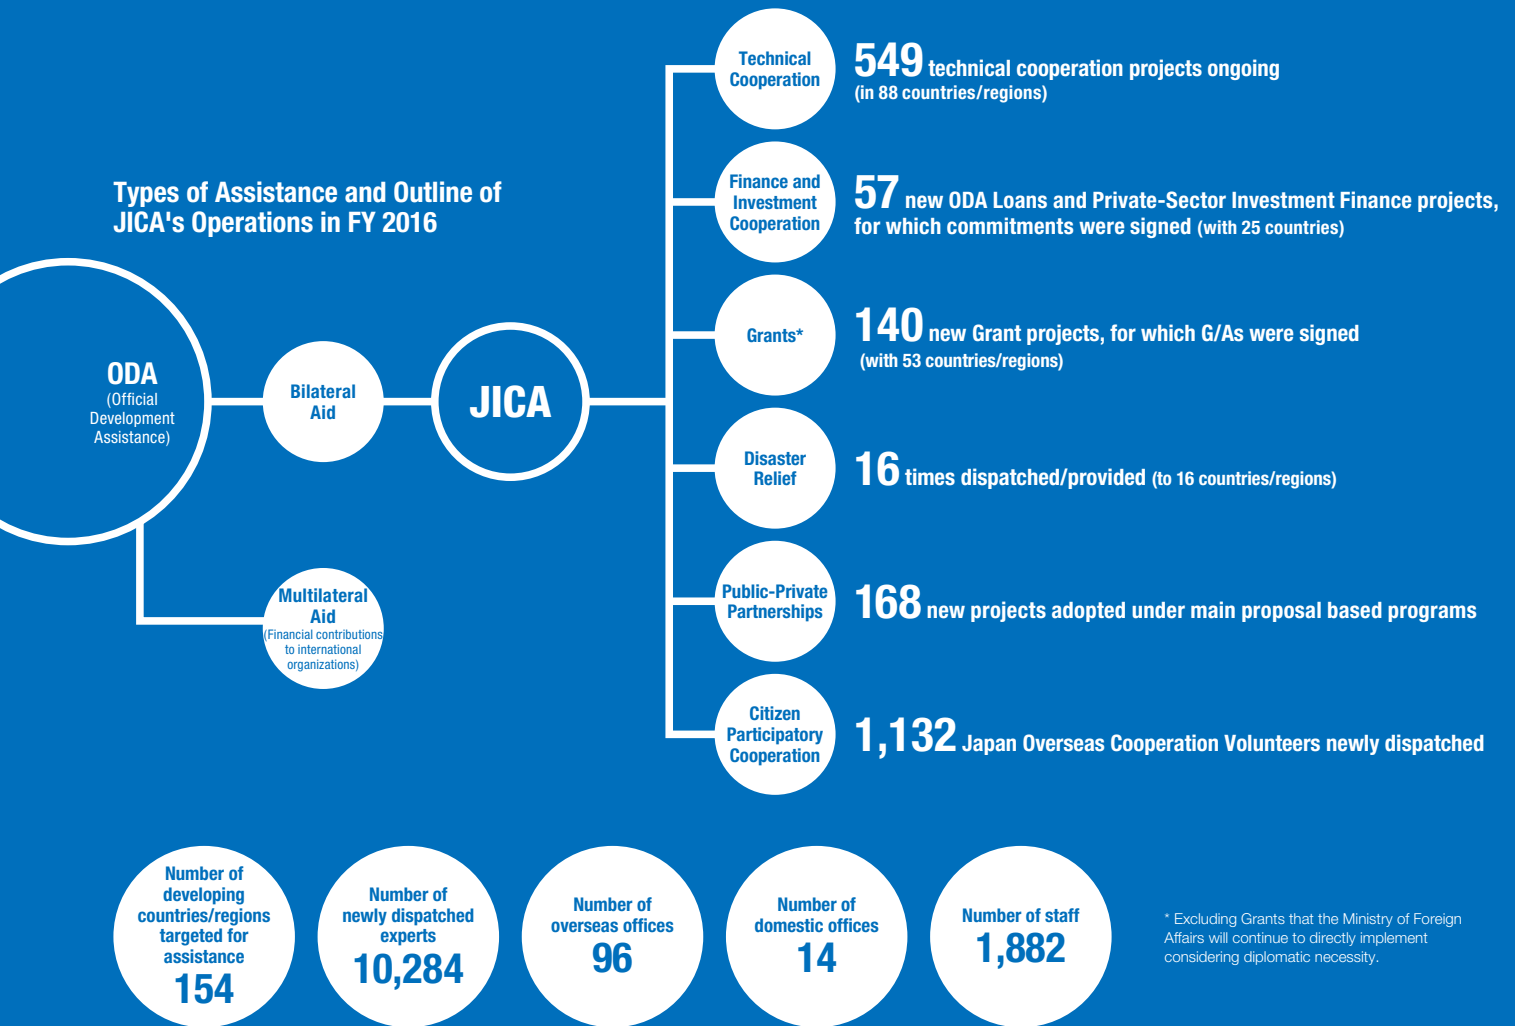 Types of Assistance and Outline of
JICA's Operations in FY 2016
ODA
(Official
Development
Assistance)
Bilateral
Aid
JICA
Multilateral
Aid
(Financial contributions
to international
organizations)
Technical
Cooperation
549 technical cooperation projects ongoing
(in 88 countries/regions)
Finance and
Investment
Cooperation
57 new ODA Loans and Private-Sector Investment Finance projects,
for which commitments were signed (with 25 countries)
Grants*
140 new Grant projects, for which G/As were signed
(with 53 countries/regions)
Disaster
Relief
16 times dispatched/provided (to 16 countries/regions)
Public-Private
Partnerships
168 new projects adopted under main proposal based programs
Citizen
Participatory
Cooperation
1,132 Japan Overseas Cooperation Volunteers newly dispatched
Number of
developing
countries/regions
targeted for
assistance
154
Number of
newly dispatched
experts
10,284
Number of
overseas offices
96
Number of
domestic offices
14
Number of staff
1,882
* Excluding Grants that the Ministry of Foreign
Affairs will continue to directly implement
considering diplomatic necessity.